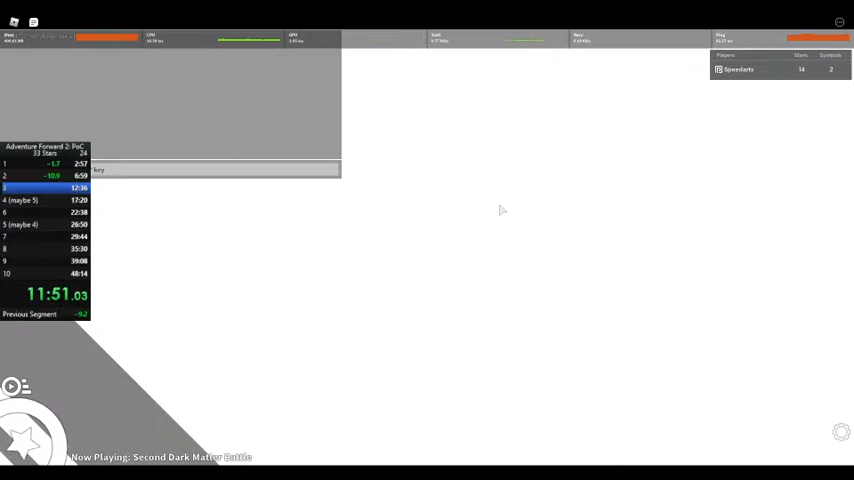 Mem
CPU
GPU
Sent
Recv
Ping
Players Stars Symbols
Speedarts 14 2
Adventure Forward 2: PoC
33 Stars 24
1 −1.7 2:57
2 −10.9 6:59
3 12:36
4 (maybe 5) 17:20
6 22:38
5 (maybe 4) 26:50
7 29:44
8 35:30
9 39:08
10 48:14
11:51.03
Previous Segment −9.2
key
Now Playing: Second Dark Matter Battle